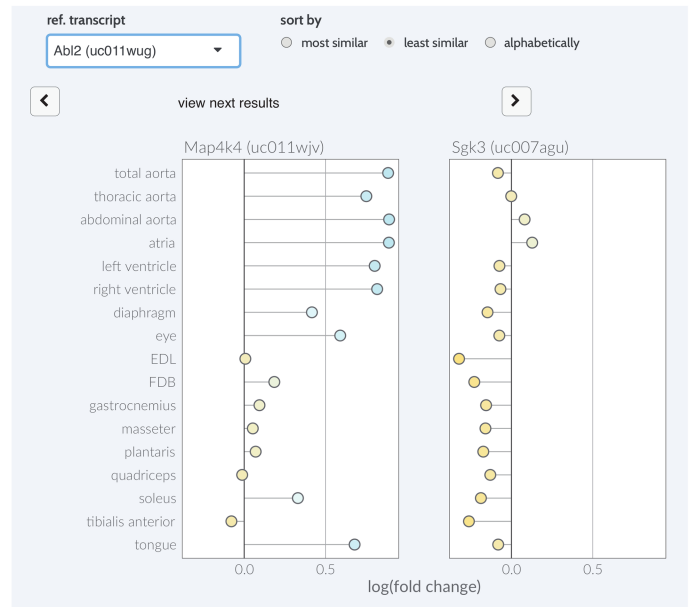 ref. transcript
sort by
Abl2 (uc011wug)
most similar
least similar
alphabetically
view next results
Map4k4 (uc011wjv)
Sgk3 (uc007agu)
total aorta
thoracic aorta
abdominal aorta
atria
left ventricle
right ventricle
diaphragm
eye
EDL
FDB
gastrocnemius
masseter
plantaris
quadriceps
soleus
tibialis anterior
tongue
0.0 0.5 0.0 0.5
log(fold change)